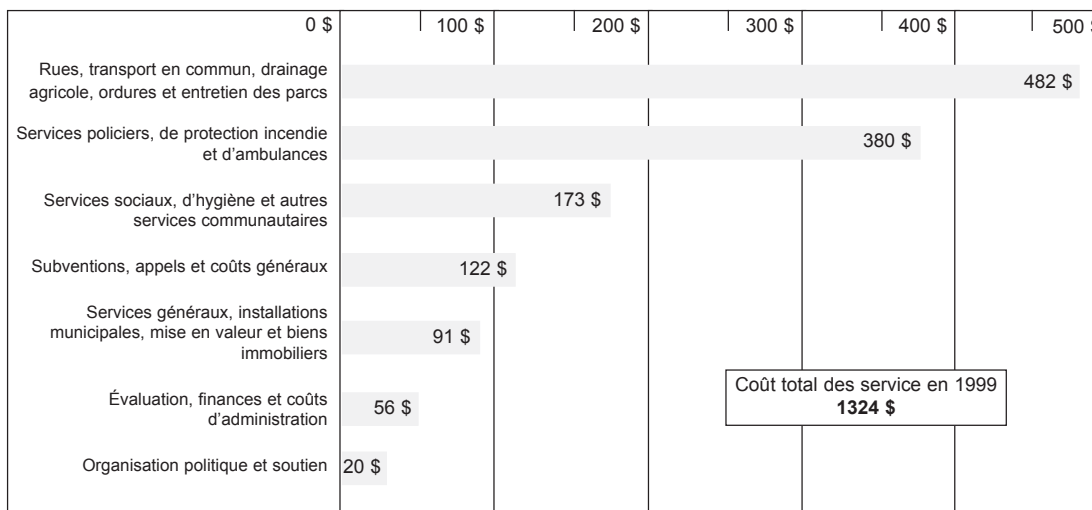 0 $ 100 $ 200 $ 300 $ 400 $ 500 $
Rues, transport en commun, drainage
agricole, ordures et entretien des parcs
482 $
Services policiers, de protection incendie
et d'ambulances
380 $
Services sociaux, d'hygiène et autres
services communautaires
173 $
Subventions, appels et coûts généraux
122 $
Services généraux, installations
municipales, mise en valeur et biens
immobiliers
91 $
Évaluation, finances et coûts
d'administration
56 $
Organisation politique et soutien
20 $
Coût total des service en 1999
1324 $